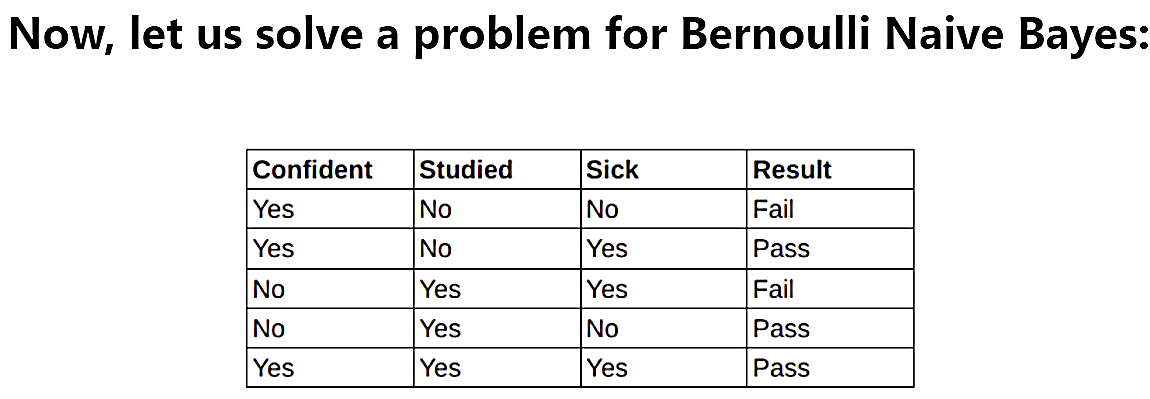 Now, let us solve a problem for Bernoulli Naive Bayes:
Confident Studied Sick Result
Yes No No Fail
Yes No Yes Pass
No Yes Yes Fail
No Yes No Pass
Yes Yes Yes Pass